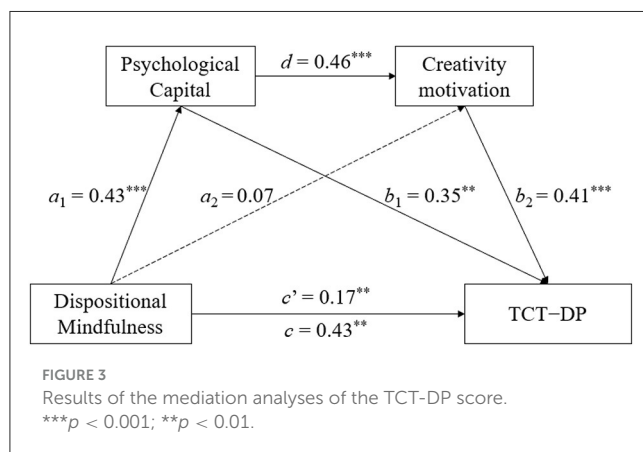 Psychological
Capital
d = 0.46***
Creativity
motivation
a₁ = 0.43***
a₂ = 0.07
b₁ = 0.35**
b₂ = 0.41***
Dispositional
Mindfulness
c’ = 0.17**
c = 0.43**
TCT−DP
FIGURE 3
Results of the mediation analyses of the TCT-DP score.
***p < 0.001; **p < 0.01.